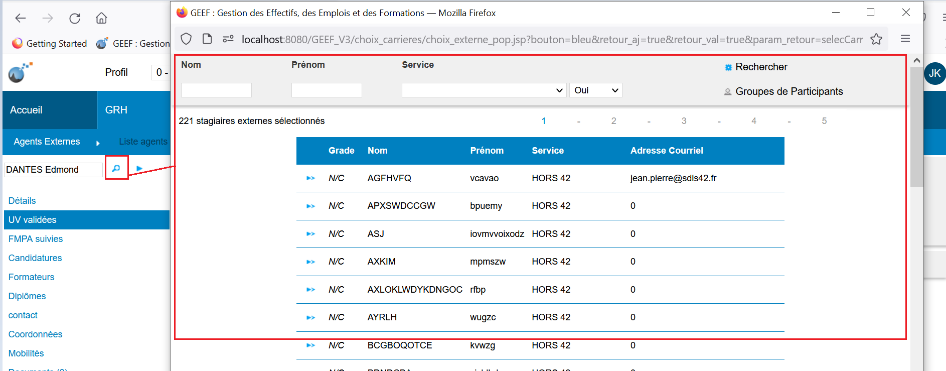 GEEF : Gestion des Effectifs, des Emplois et des Formations — Mozilla Firefox
localhost:8080/GEEF_V3/choix_carrieres/choix_externe_pop.jsp?bouton=bleu&retour_aj=true&retour_val=true&param_retour=selecCarr
Getting Started GEEF : Gestion
Profil 0 -
JK
Accueil GRH
Agents Externes Liste agents
DANTES Edmond
Détails
UV validées
FMPA suivies
Candidatures
Formateurs
Diplômes
contact
Coordonnées
Mobilités
Nom Prénom Service Rechercher
Oui Groupes de Participants
221 stagiaires externes sélectionnés 1 - 2 - 3 - 4 - 5
Grade Nom Prénom Service Adresse Courriel
N/C AGFHVFQ vcavao HORS 42 jean.pierre@sdis42.fr
N/C APXSWDCCGW bpuemy HORS 42 0
N/C ASJ iovmvvoixodz HORS 42 0
N/C AXKIM mpmszw HORS 42 0
N/C AXLOKLWDYKDNGOC rfbp HORS 42 0
N/C AYRLH wugzc HORS 42 0
N/C BCGBOQOTCE kvwzg HORS 42 0